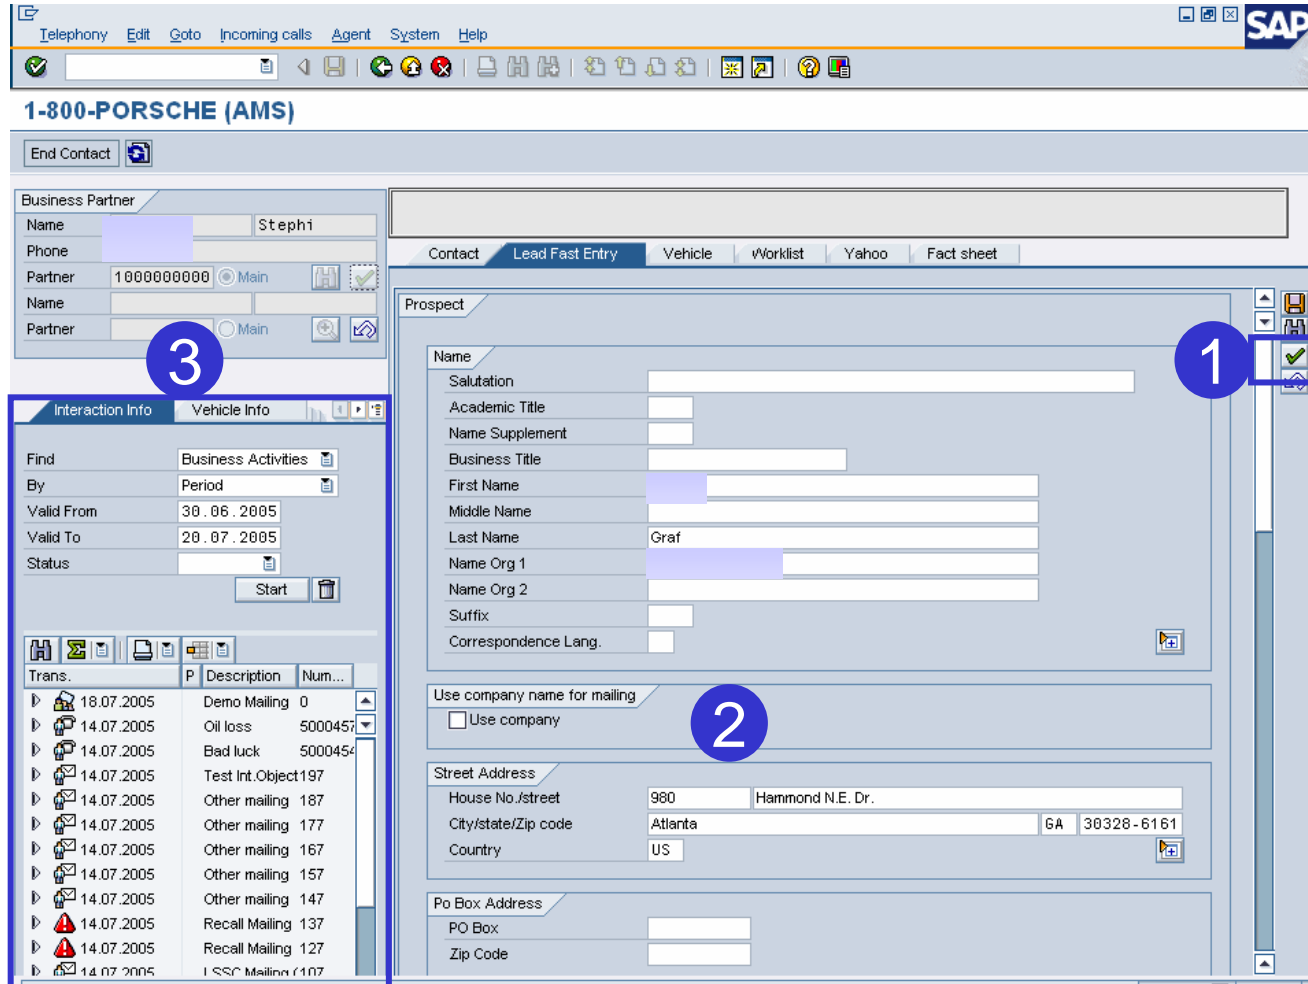 Telephony Edit Goto Incoming calls Agent System Help
SAP
1-800-PORSCHE (AMS)
End Contact
Business Partner
Name Stephi
Phone
Partner 1000000000 Main
Name
Partner Main
3
Interaction Info Vehicle Info
Find Business Activities
By Period
Valid From 30.06.2005
Valid To 20.07.2005
Status
Start
Trans. P Description Num...
18.07.2005 Demo Mailing 0
14.07.2005 Oil loss 5000457
14.07.2005 Bad luck 5000454
14.07.2005 Test Int.Object 197
14.07.2005 Other mailing 187
14.07.2005 Other mailing 177
14.07.2005 Other mailing 167
14.07.2005 Other mailing 157
14.07.2005 Other mailing 147
14.07.2005 Recall Mailing 137
14.07.2005 Recall Mailing 127
14.07.2005 LSSC Mailing ( 107
Contact Lead Fast Entry Vehicle Worklist Yahoo Fact sheet
Prospect
1
Name
Salutation
Academic Title
Name Supplement
Business Title
First Name
Middle Name
Last Name Graf
Name Org 1
Name Org 2
Suffix
Correspondence Lang.
Use company name for mailing
Use company
2
Street Address
House No./street 980 Hammond N.E. Dr.
City/state/Zip code Atlanta GA 30328-6161
Country US
Po Box Address
PO Box
Zip Code